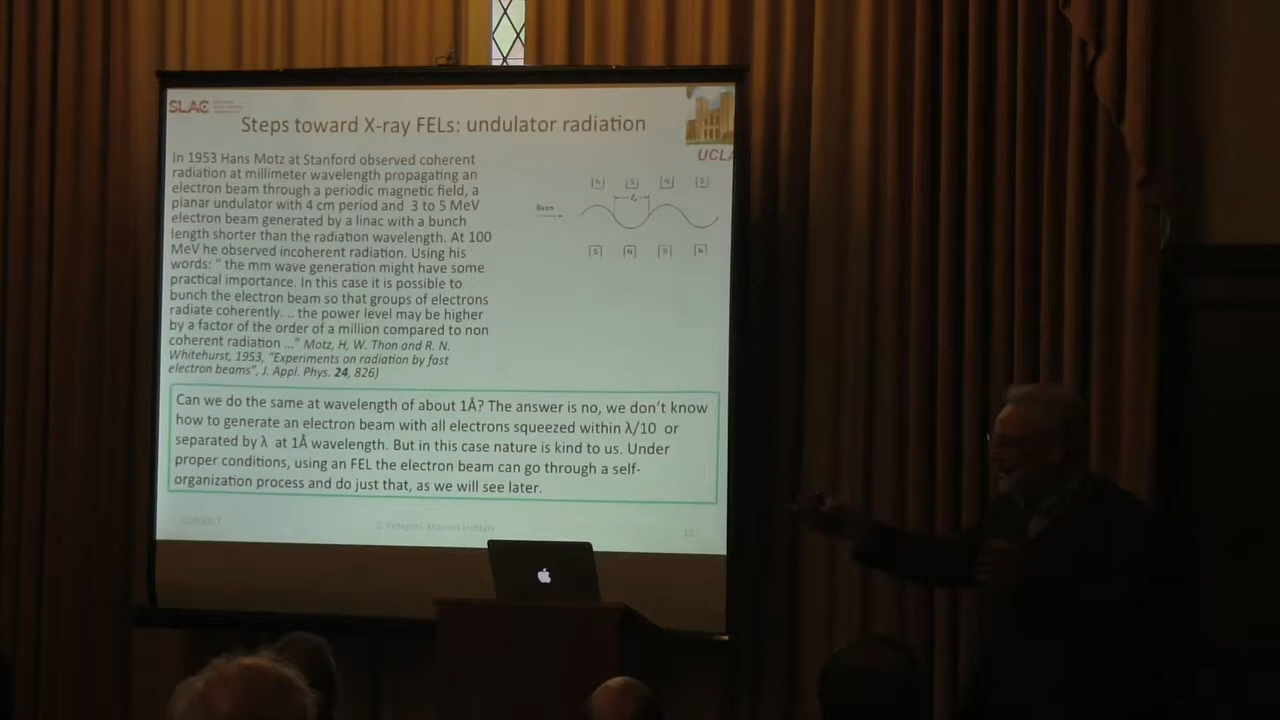 SLAC
Steps toward X-ray FELs: undulator radiation
UCLA
In 1953 Hans Motz at Stanford observed coherent
radiation at millimeter wavelength propagating an
electron beam through a periodic magnetic field, a
planar undulator with 4 cm period and 3 to 5 MeV
electron beam generated by a linac with a bunch
length shorter than the radiation wavelength. At 100
MeV he observed incoherent radiation. Using his
words: “ the mm wave generation might have some
practical importance. In this case it is possible to
bunch the electron beam so that groups of electrons
radiate coherently. .. the power level may be higher
by a factor of the order of a million compared to non
coherent radiation ...” Motz, H, W. Thon and R. N.
Whitehurst, 1953, “Experiments on radiation by fast
electron beams”, J. Appl. Phys. 24, 826)
N S N S
Beam
S N S N
Can we do the same at wavelength of about 1Å? The answer is no, we don’t know
how to generate an electron beam with all electrons squeezed within λ/10 or
separated by λ at 1Å wavelength. But in this case nature is kind to us. Under
proper conditions, using an FEL the electron beam can go through a self-
organization process and do just that, as we will see later.